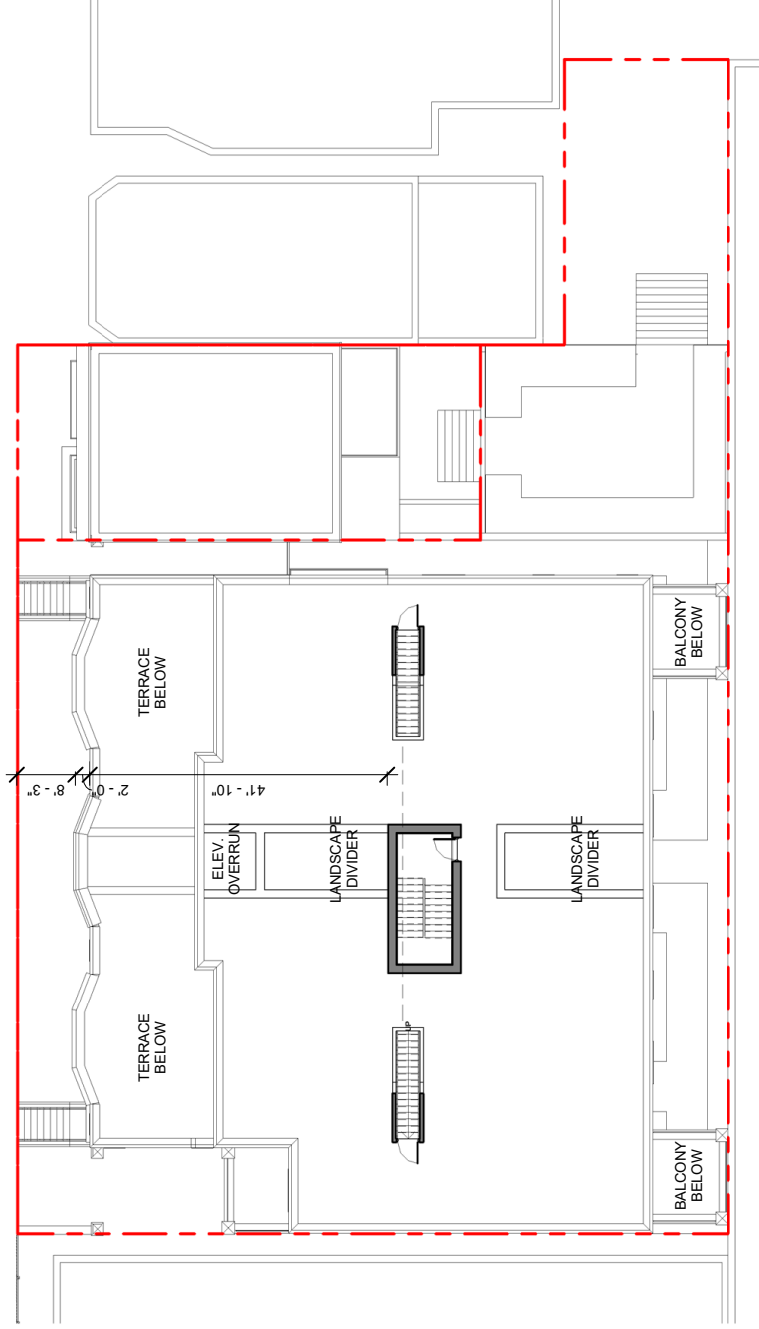 TERRACE
BELOW
BALCONY
BELOW
8' - 3"
2' - 0"
41' - 10"
ELEV.
OVERRUN
LANDSCAPE
DIVIDER
LANDSCAPE
DIVIDER
UP
TERRACE
BELOW
BALCONY
BELOW